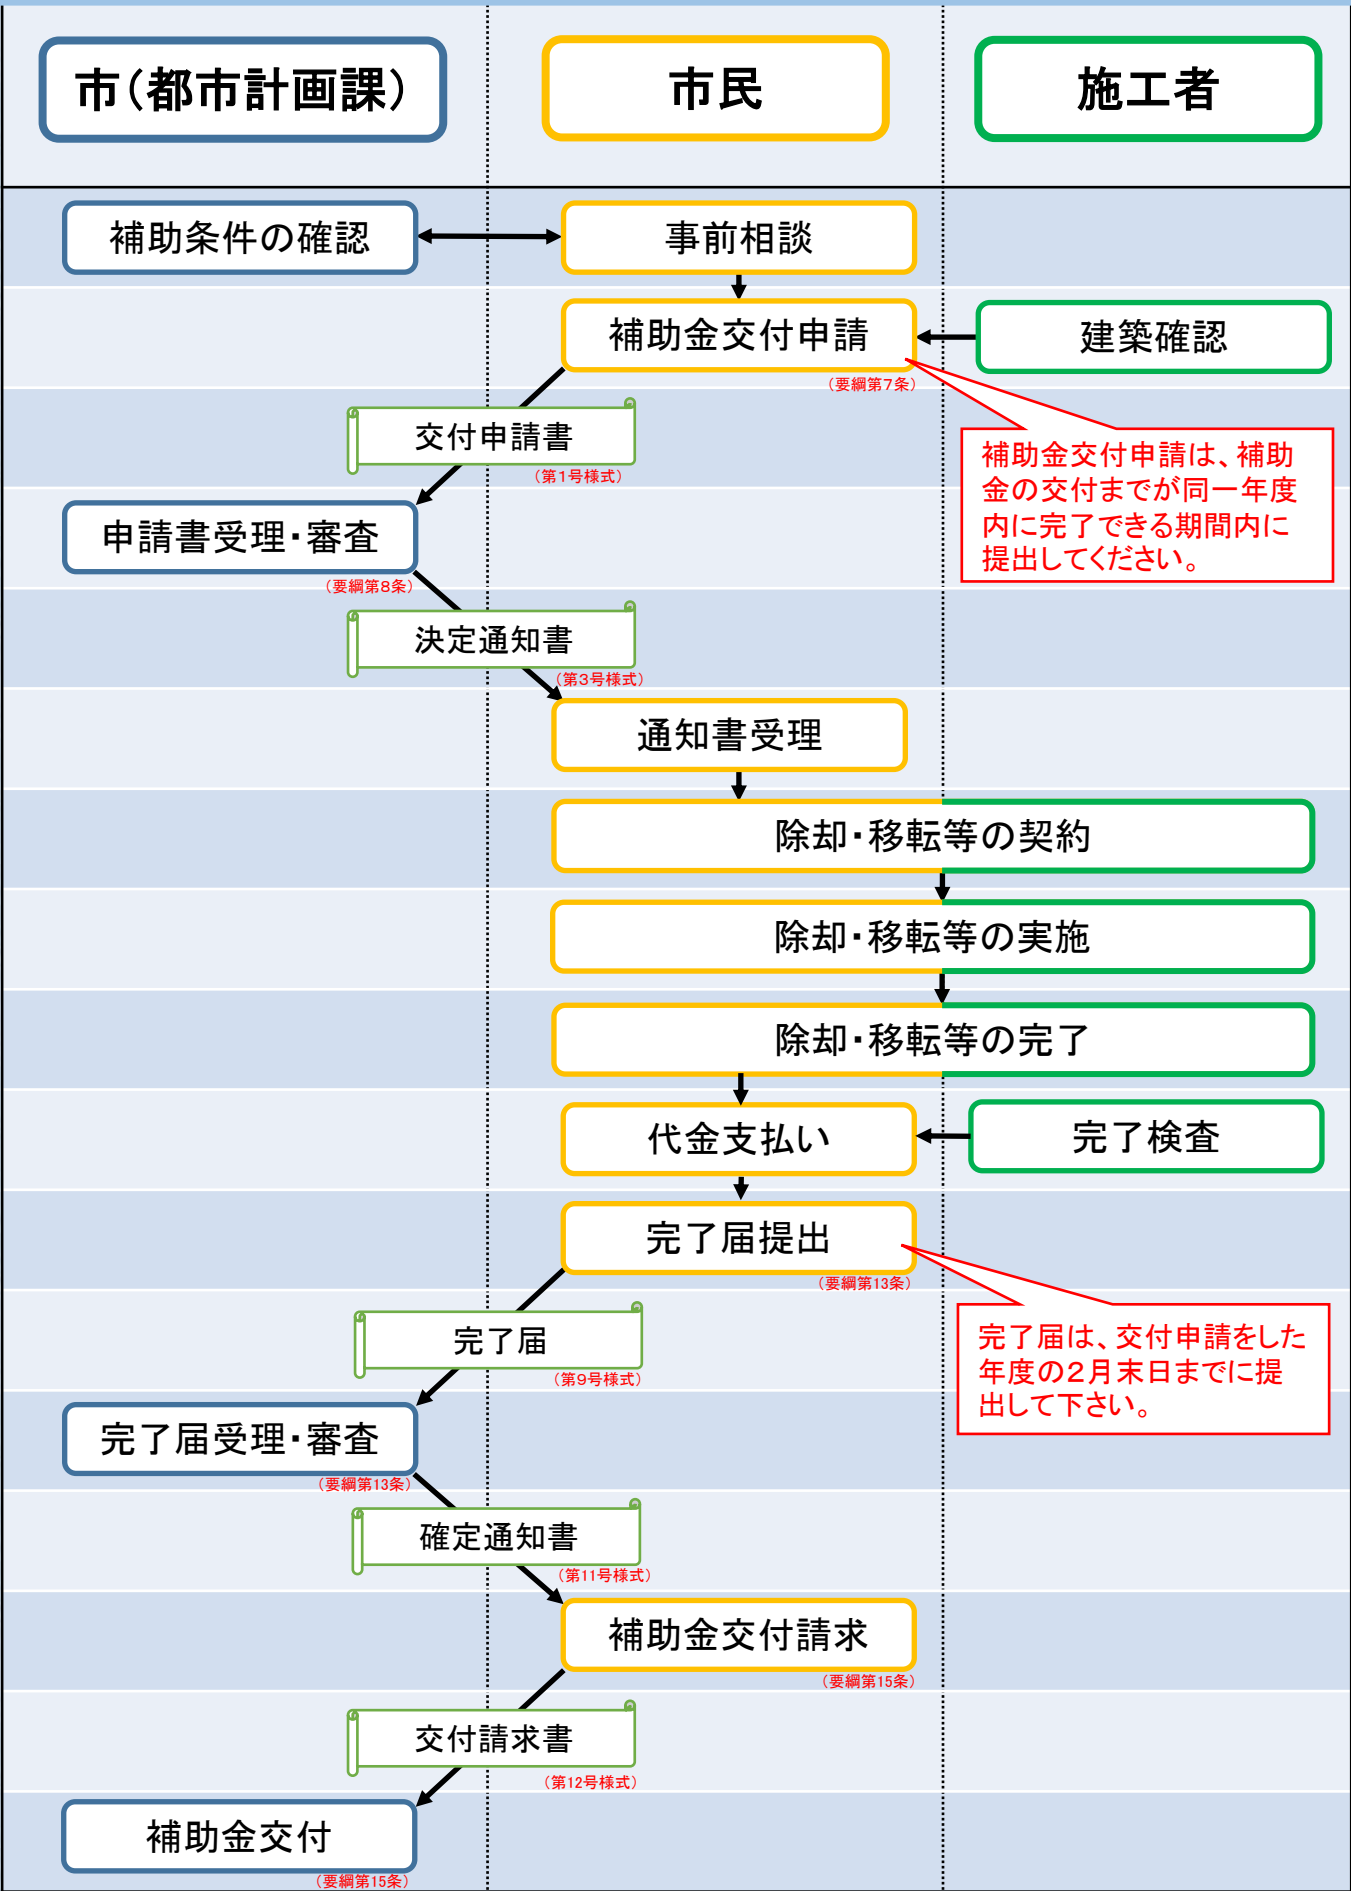 市（都市計画課）
市民
施工者
補助条件の確認
事前相談
補助金交付申請
建築確認
（要綱第７条）
交付申請書
（第１号様式）
補助金交付申請は、補助
金の交付までが同一年度
内に完了できる期間内に
提出してください。
申請書受理・審査
（要綱第８条）
決定通知書
（第３号様式）
通知書受理
除却・移転等の契約
除却・移転等の実施
除却・移転等の完了
代金支払い
完了検査
完了届提出
（要綱第13条）
完了届
（第９号様式）
完了届は、交付申請をした
年度の２月末日までに提
出して下さい。
完了届受理・審査
（要綱第13条）
確定通知書
（第11号様式）
補助金交付請求
（要綱第15条）
交付請求書
（第12号様式）
補助金交付
（要綱第15条）